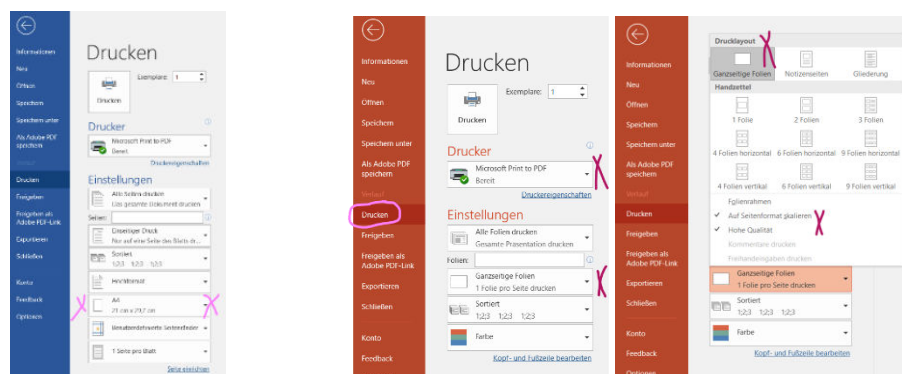 Informationen
Neu
Öffnen
Speichern
Speichern unter
Als Adobe PDF
speichern
Verlauf
Drucken
Freigeben
Freigeben als
Adobe PDF-Link
Exportieren
Schließen
Konto
Feedback
Optionen
Drucken
Exemplare: 1
Drucken
Drucker
Microsoft Print to PDF
Bereit
Druckereigenschaften
Einstellungen
Alle Seiten drucken
Das gesamte Dokument drucken
Seiten:
Einseitiger Druck
Nur auf eine Seite des Blatts dr...
Sortiert
1;2;3 1;2;3 1;2;3
Hochformat
A4
21 cm x 29,7 cm
Benutzerdefinierte Seitenränder
1 Seite pro Blatt
Seite einrichten
Informationen
Neu
Öffnen
Speichern
Speichern unter
Als Adobe PDF
speichern
Verlauf
Drucken
Freigeben
Freigeben als
Adobe PDF-Link
Exportieren
Schließen
Konto
Feedback
Drucken
Exemplare: 1
Drucken
Drucker
Microsoft Print to PDF
Bereit
Druckereigenschaften
Einstellungen
Alle Folien drucken
Gesamte Präsentation drucken
Folien:
Ganzseitige Folien
1 Folie pro Seite drucken
Sortiert
1;2;3 1;2;3 1;2;3
Farbe
Kopf- und Fußzeile bearbeiten
Informationen
Neu
Öffnen
Speichern
Speichern unter
Als Adobe PDF
speichern
Verlauf
Drucken
Freigeben
Freigeben als
Adobe PDF-Link
Exportieren
Schließen
Konto
Feedback
Optionen
Drucklayout
Ganzseitige Folien Notizenseiten Gliederung
Handzettel
1 Folie 2 Folien 3 Folien
4 Folien horizontal 6 Folien horizontal 9 Folien horizontal
4 Folien vertikal 6 Folien vertikal 9 Folien vertikal
Folienrahmen
Auf Seitenformat skalieren
Hohe Qualität
Kommentare drucken
Freihandeingaben drucken
Ganzseitige Folien
1 Folie pro Seite drucken
Sortiert
1;2;3 1;2;3 1;2;3
Farbe
Kopf- und Fußzeile bearbeiten